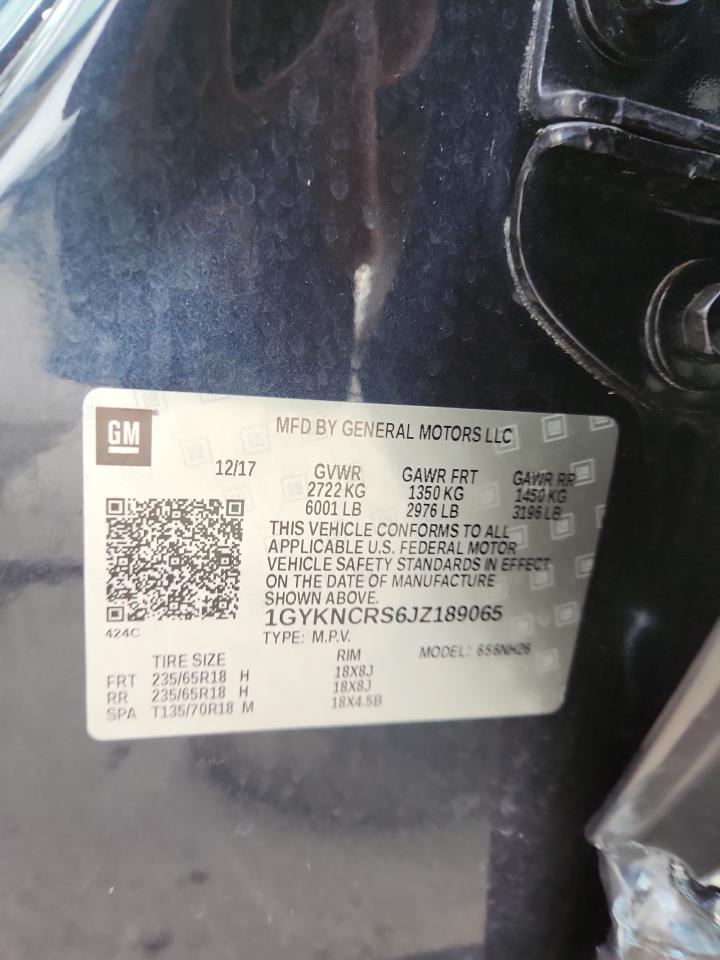 GM
MFD BY GENERAL MOTORS LLC
12/17 GVWR GAWR FRT GAWR RR
2722 KG 1350 KG 1450 KG
6001 LB 2976 LB 3196 LB
THIS VEHICLE CONFORMS TO ALL
APPLICABLE U.S. FEDERAL MOTOR
VEHICLE SAFETY STANDARDS IN EFFECT
ON THE DATE OF MANUFACTURE
SHOWN ABOVE.
1GYKNCRS6JZ189065
424C
TYPE: M.P.V. MODEL: 6S6NH26
TIRE SIZE RIM
FRT 235/65R18 H 18X8J
RR 235/65R18 H 18X8J
SPA T135/70R18 M 18X4.5B